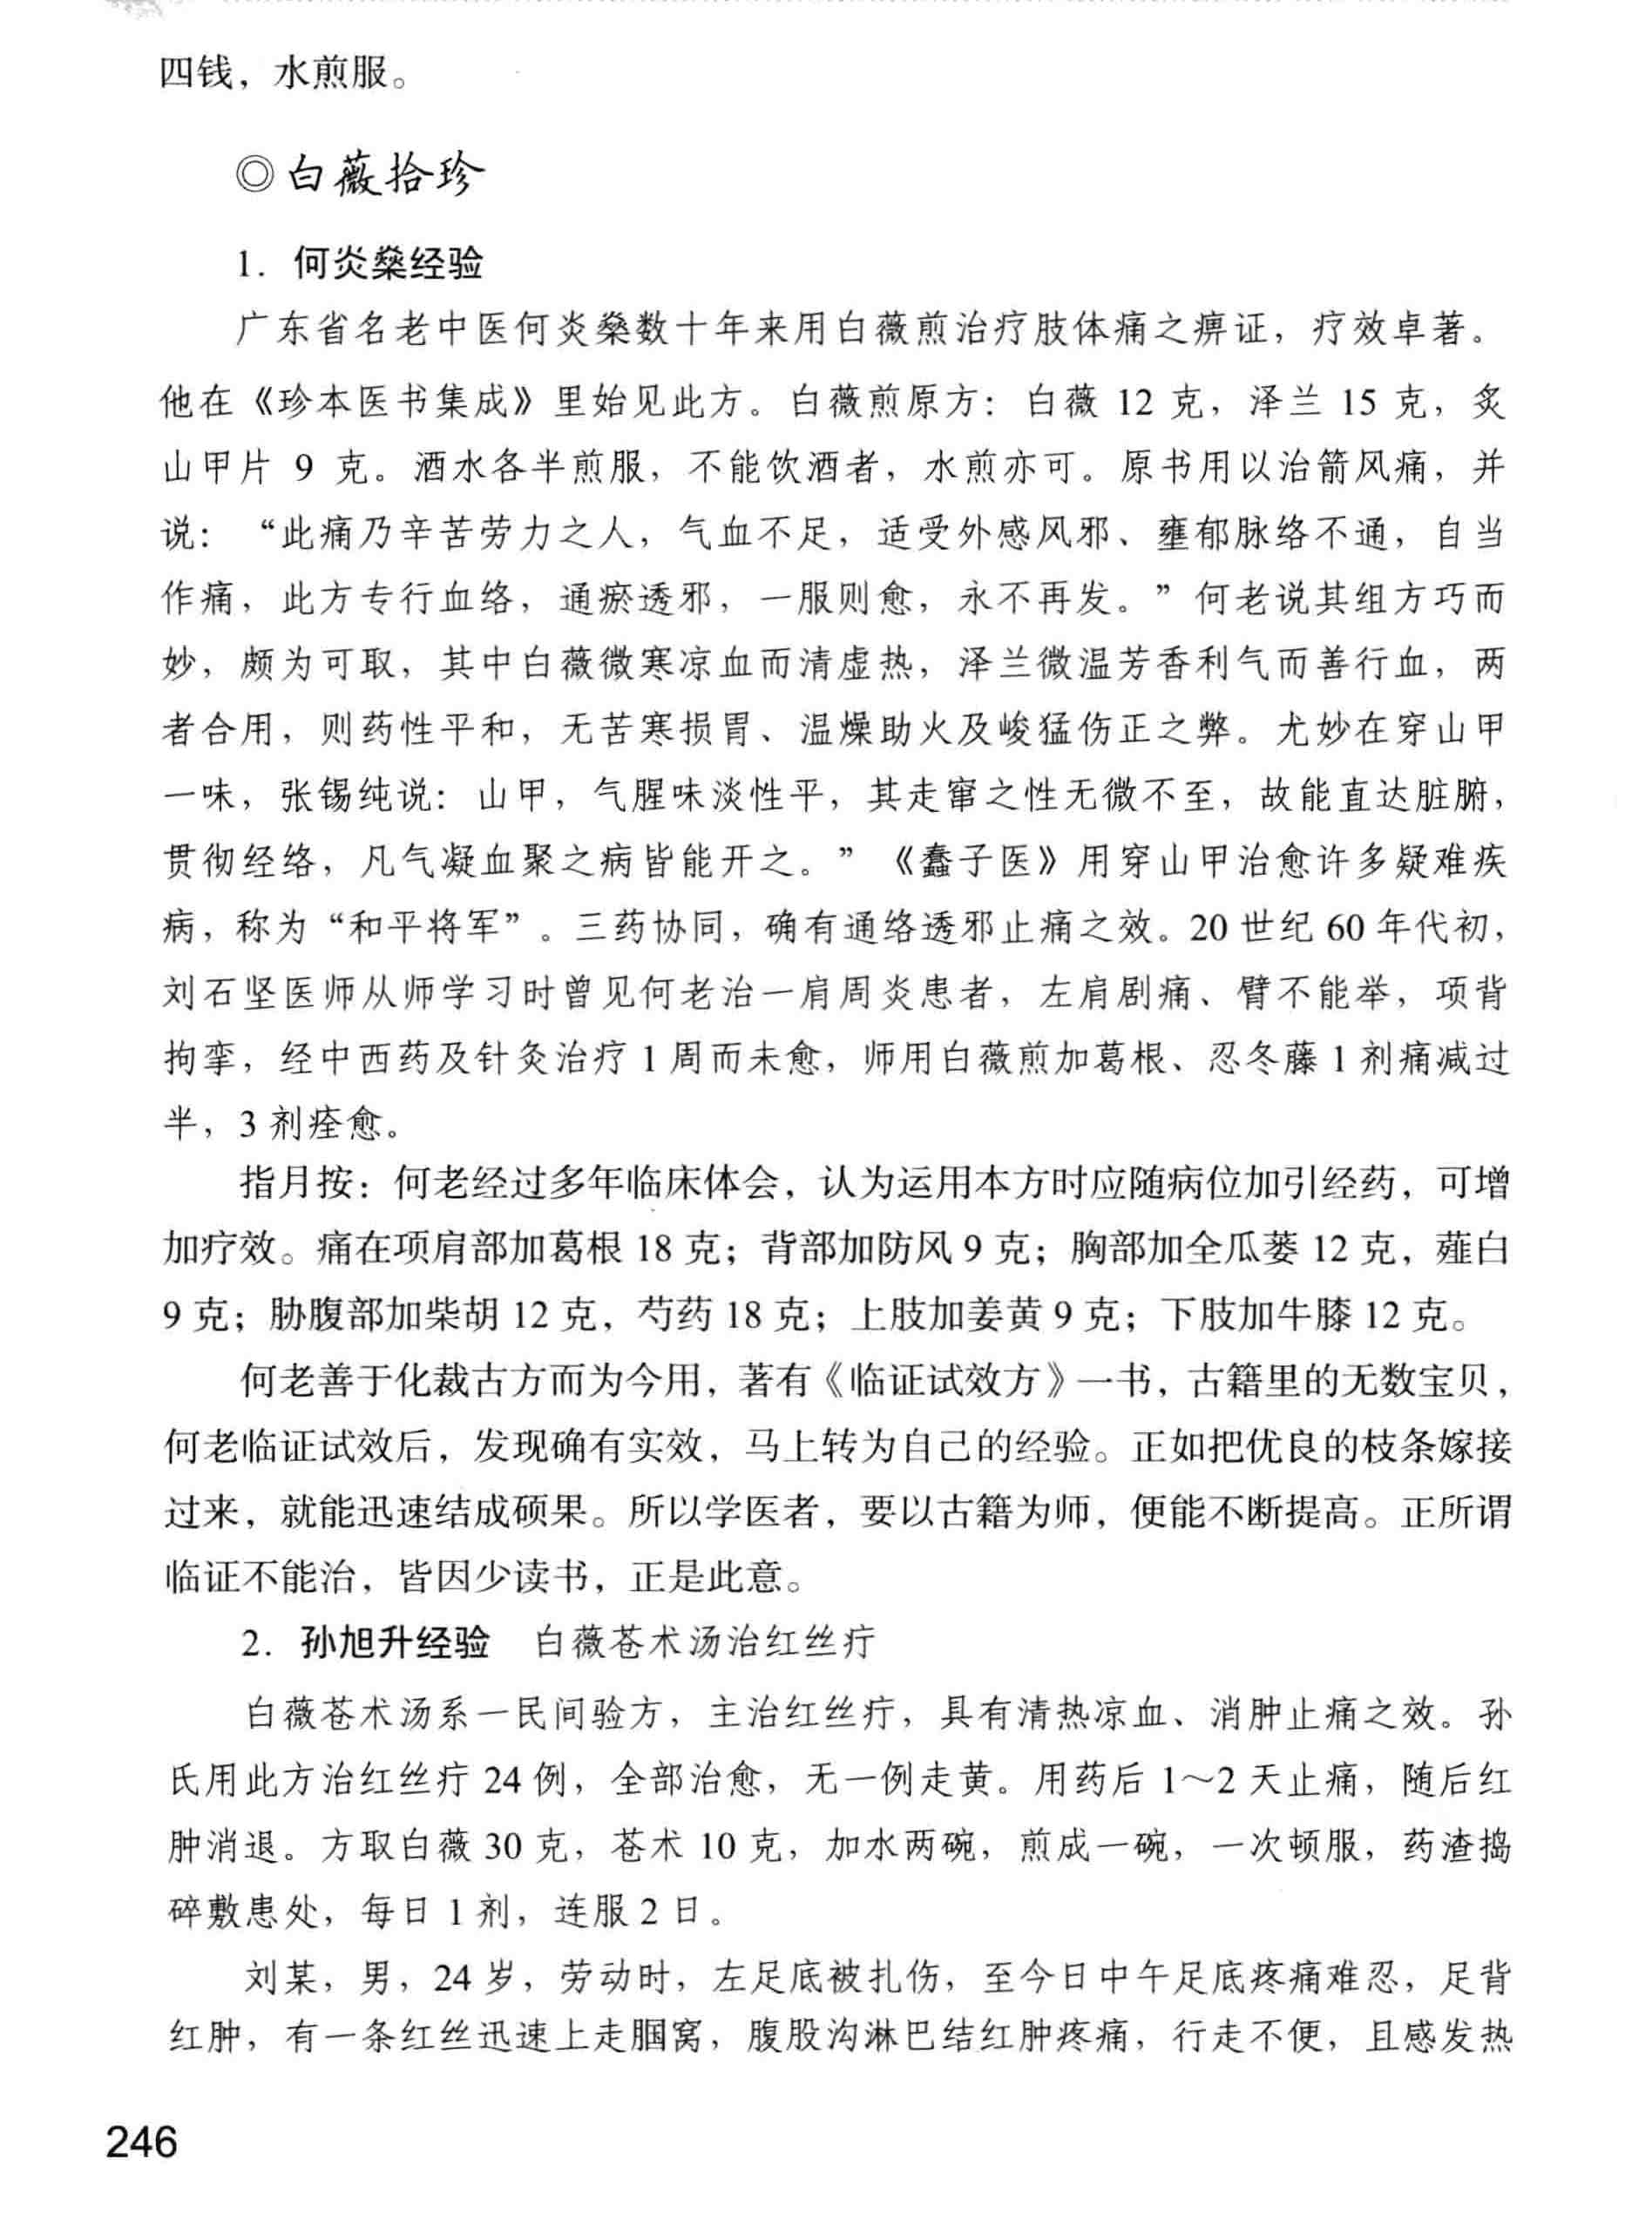 四钱，水煎服。
◎白薇拾珍
1. 何炎燊经验
广东省名老中医何炎燊数十年来用白薇煎治疗肢体痛之痹证，疗效卓著。
他在《珍本医书集成》里始见此方。白薇煎原方：白薇 12 克，泽兰 15 克，炙
山甲片 9 克。酒水各半煎服，不能饮酒者，水煎亦可。原书用以治箭风痛，并
说：“此痛乃辛苦劳力之人，气血不足，适受外感风邪、壅郁脉络不通，自当
作痛，此方专行血络，通瘀透邪，一服则愈，永不再发。”何老说其组方巧而
妙，颇为可取，其中白薇微寒凉血而清虚热，泽兰微温芳香利气而善行血，两
者合用，则药性平和，无苦寒损胃、温燥助火及峻猛伤正之弊。尤妙在穿山甲
一味，张锡纯说：山甲，气腥味淡性平，其走窜之性无微不至，故能直达脏腑，
贯彻经络，凡气凝血聚之病皆能开之。”《蠢子医》用穿山甲治愈许多疑难疾
病，称为“和平将军”。三药协同，确有通络透邪止痛之效。20 世纪 60 年代初，
刘石坚医师从师学习时曾见何老治一肩周炎患者，左肩剧痛、臂不能举，项背
拘挛，经中西药及针灸治疗 1 周而未愈，师用白薇煎加葛根、忍冬藤 1 剂痛减过
半，3 剂痊愈。
指月按：何老经过多年临床体会，认为运用本方时应随病位加引经药，可增
加疗效。痛在项肩部加葛根 18 克；背部加防风 9 克；胸部加全瓜蒌 12 克，薤白
9 克；胁腹部加柴胡 12 克，芍药 18 克；上肢加姜黄 9 克；下肢加牛膝 12 克。
何老善于化裁古方而为今用，著有《临证试效方》一书，古籍里的无数宝贝，
何老临证试效后，发现确有实效，马上转为自己的经验。正如把优良的枝条嫁接
过来，就能迅速结成硕果。所以学医者，要以古籍为师，便能不断提高。正所谓
临证不能治，皆因少读书，正是此意。
2. 孙旭升经验 白薇苍术汤治红丝疔
白薇苍术汤系一民间验方，主治红丝疔，具有清热凉血、消肿止痛之效。孙
氏用此方治红丝疔 24 例，全部治愈，无一例走黄。用药后 1～2 天止痛，随后红
肿消退。方取白薇 30 克，苍术 10 克，加水两碗，煎成一碗，一次顿服，药渣捣
碎敷患处，每日 1 剂，连服 2 日。
刘某，男，24 岁，劳动时，左足底被扎伤，至今日中午足底疼痛难忍，足背
红肿，有一条红丝迅速上走腘窝，腹股沟淋巴结红肿疼痛，行走不便，且感发热
246